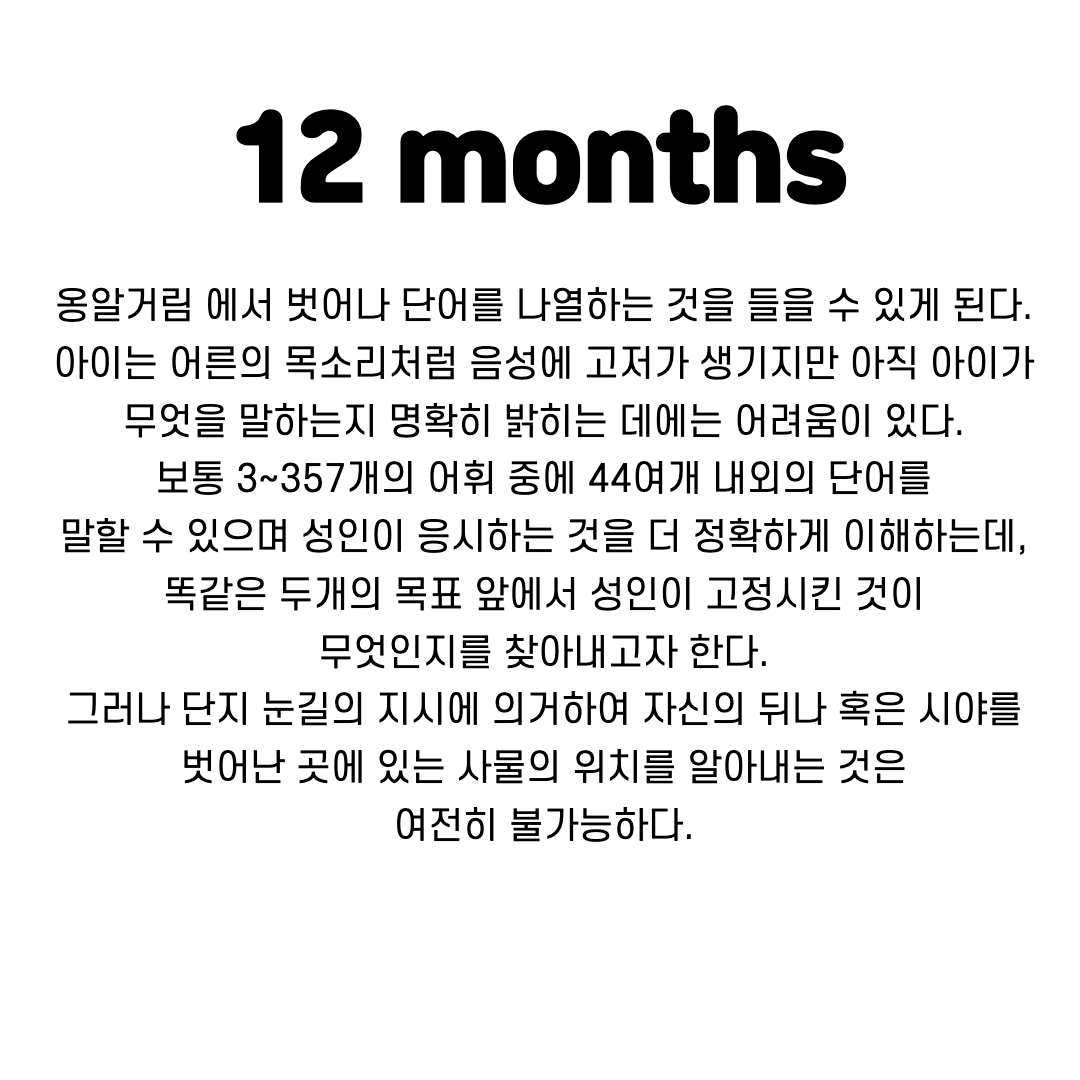 12 months
옹알거림 에서 벗어나 단어를 나열하는 것을 들을 수 있게 된다.
아이는 어른의 목소리처럼 음성에 고저가 생기지만 아직 아이가
무엇을 말하는지 명확히 밝히는 데에는 어려움이 있다.
보통 3~357개의 어휘 중에 44여개 내외의 단어를
말할 수 있으며 성인이 응시하는 것을 더 정확하게 이해하는데,
똑같은 두개의 목표 앞에서 성인이 고정시킨 것이
무엇인지를 찾아내고자 한다.
그러나 단지 눈길의 지시에 의거하여 자신의 뒤나 혹은 시야를
벗어난 곳에 있는 사물의 위치를 알아내는 것은
여전히 불가능하다.